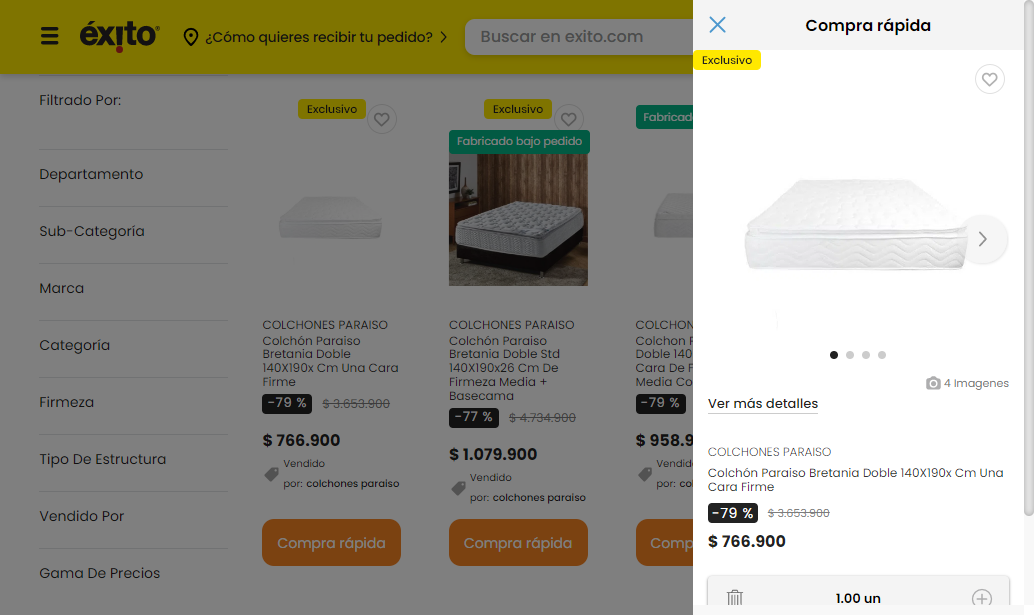 éxito
¿Cómo quieres recibir tu pedido?
Buscar en exito.com
Filtrado Por:
Departamento
Sub-Categoría
Marca
Categoría
Firmeza
Tipo De Estructura
Vendido Por
Gama De Precios
Exclusivo
COLCHONES PARAISO
Colchón Paraiso
Bretania Doble
140X190x Cm Una Cara
Firme
-79 % $ 3.653.900
$ 766.900
Vendido
por: colchones paraiso
Compra rápida
Exclusivo
Fabricado bajo pedido
COLCHONES PARAISO
Colchón Paraiso
Bretania Doble Std
140X190x26 Cm De
Firmeza Media +
Basecama
-77 % $ 4.734.900
$ 1.079.900
Vendido
por: colchones paraiso
Compra rápida
Fabricad
COLCHON
Colchon P
Doble 140
Cara De F
Media Co
-79 %
$ 958.9
Vendid
por: co
Comp
Compra rápida
Exclusivo
4 Imagenes
Ver más detalles
COLCHONES PARAISO
Colchón Paraiso Bretania Doble 140X190x Cm Una
Cara Firme
-79 % $ 3.653.900
$ 766.900
1.00 un